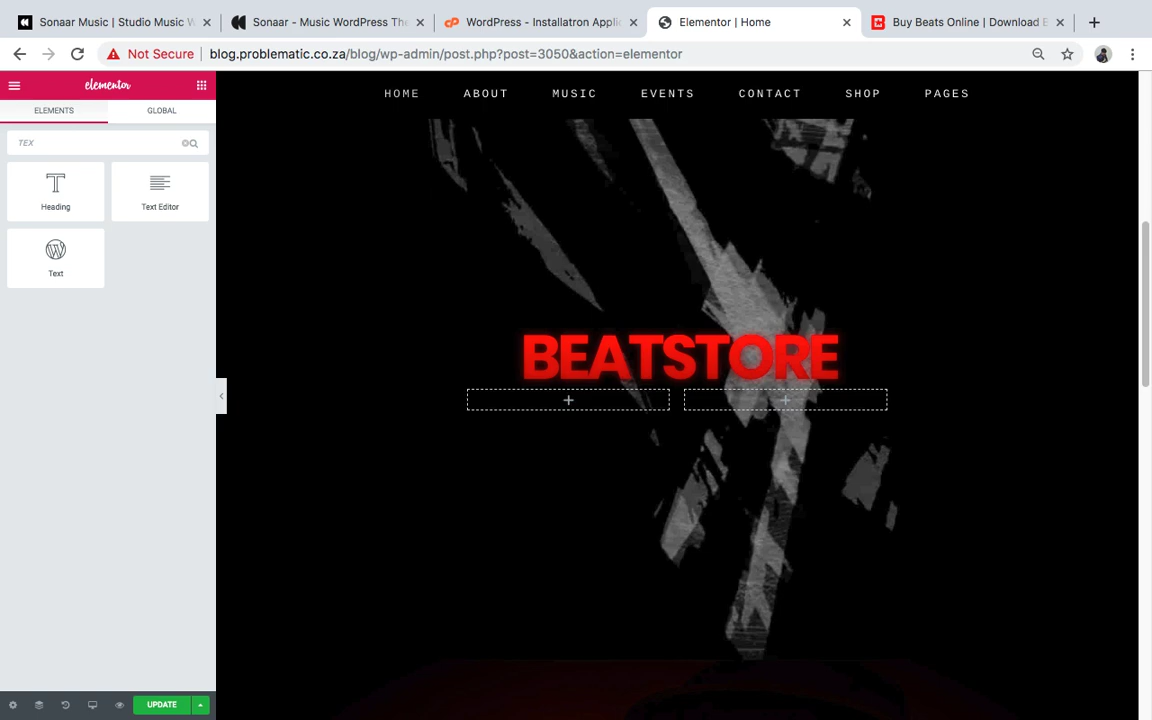 Sonaar Music | Studio Music W
Sonaar - Music WordPress The
WordPress - Installatron Appli
Elementor | Home
Buy Beats Online | Download B
Not Secure
blog.problematic.co.za/blog/wp-admin/post.php?post=3050&action=elementor
elementor
ELEMENTS
GLOBAL
TEX
Heading
Text Editor
Text
UPDATE
HOME
ABOUT
MUSIC
EVENTS
CONTACT
SHOP
PAGES
BEATSTORE